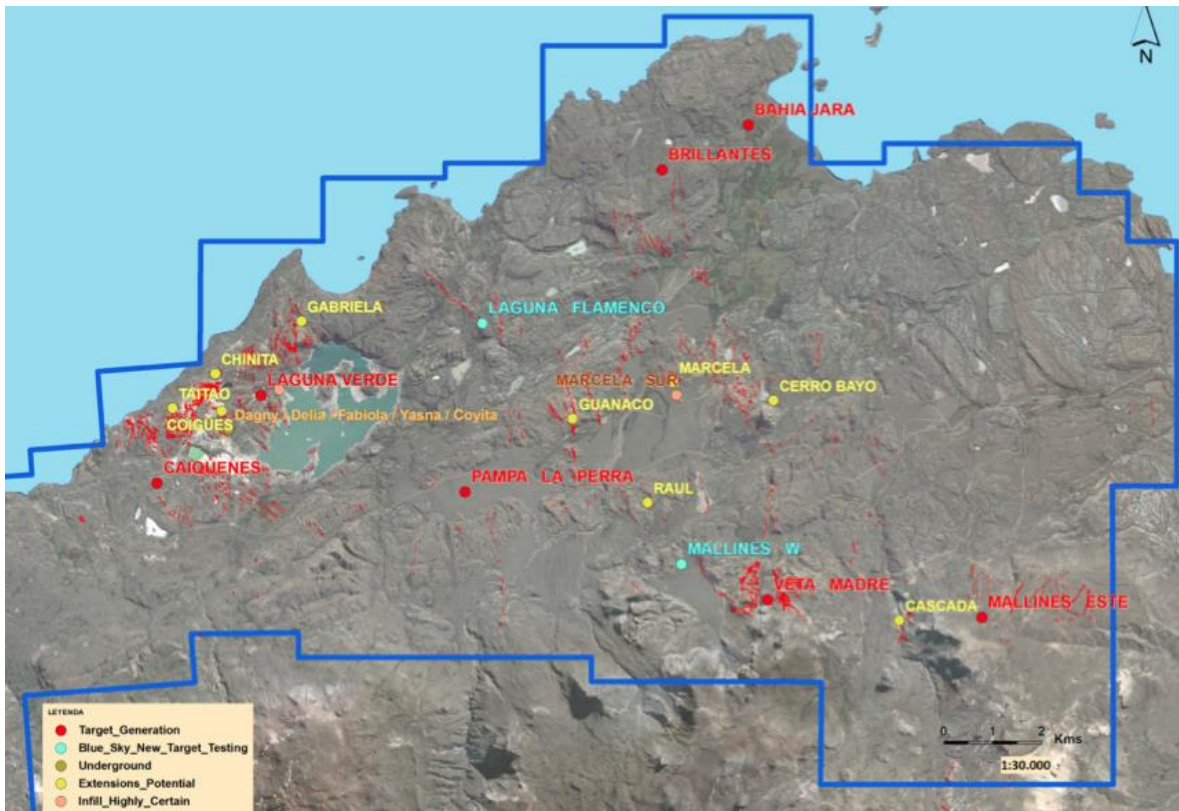 N
BAHIA JARA
BRILLANTES
GABRIELA
LAGUNA FLAMENCO
CHINITA
MARCELA
LAGUNA VERDE
MARCELA SUR
CERRO BAYO
TAITAO
Dagny / Delia / Fabiola / Yasna / Coyita
GUANACO
COIGUES
CAIQUENES
PAMPA LA PERRA
RAUL
MALLINES W
VETA MADRE
CASCADA
MALLINES ESTE
LEYENDA
Target_Generation
Blue_Sky_New_Target_Testing
Underground
Extensions_Potential
Infill_Highly_Certain
0 1 2 Kms
1:30.000